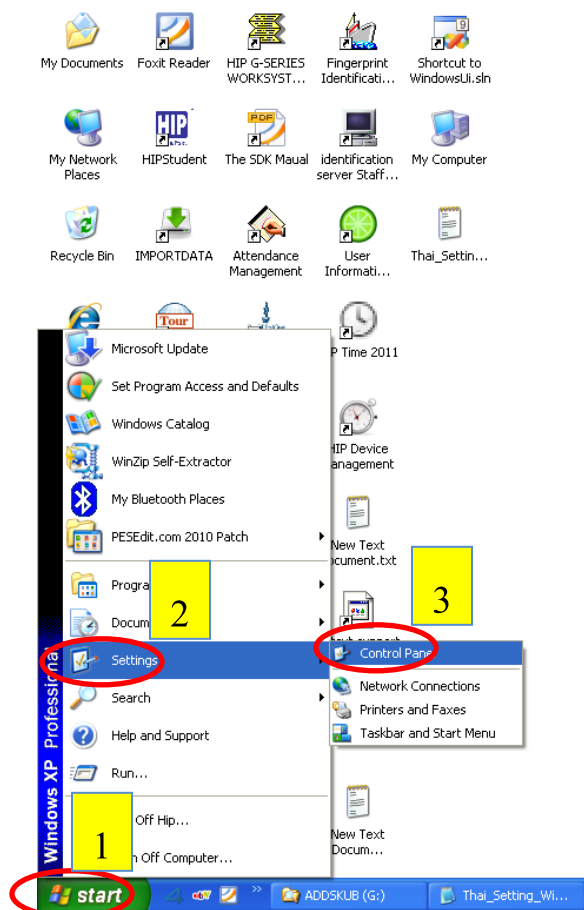 My Documents
Foxit Reader
HIP G-SERIES
WORKSYST...
Fingerprint
Identificati...
Shortcut to
WindowsUi.sln
PDF
HIP
My Network
Places
HIPStudent
The SDK Maual
identification
server Staff...
My Computer
Recycle Bin
IMPORTDATA
Attendance
Management
User
Informati...
Thai_Settin...
Tour
P Time 2011
HIP Device
anagement
New Text
ocument.txt
Microsoft Update
Set Program Access and Defaults
Windows Catalog
WinZip Self-Extractor
My Bluetooth Places
PESEdit.com 2010 Patch
Progra
2
Docum
3
Settings
Control Pane
Search
Network Connections
Printers and Faxes
Help and Support
Taskbar and Start Menu
Run...
Off Hip...
1
Off Computer...
New Text
Docum...
Windows XP Professional
start
ADDSKUB (G:)
Thai_Setting_Wi...